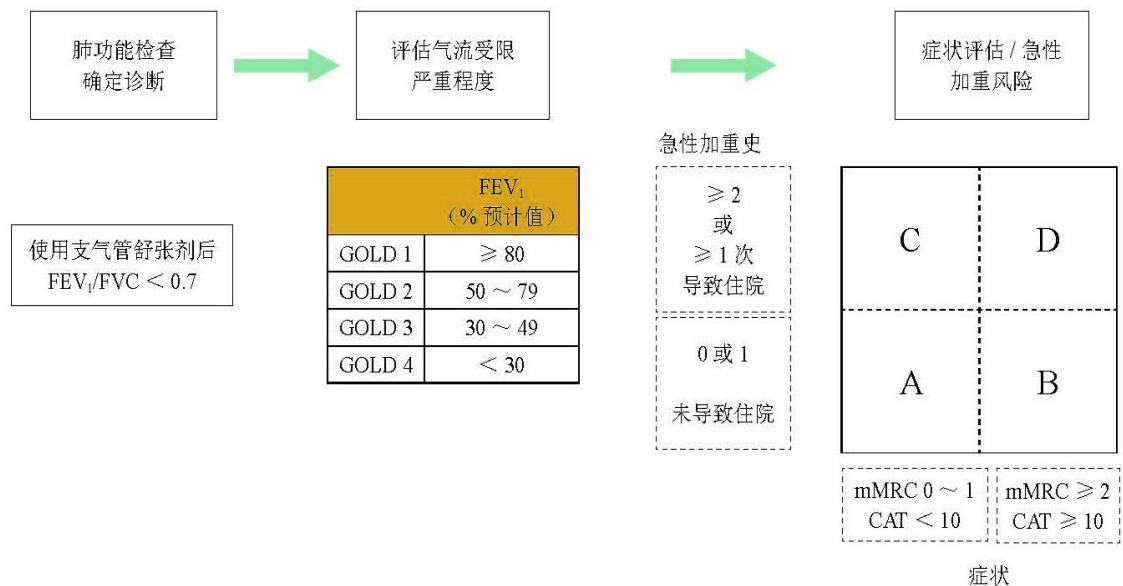 肺功能检查
确定诊断
评估气流受限
严重程度
症状评估 / 急性
加重风险
使用支气管舒张剂后
FEV₁/FVC < 0.7
FEV₁
（% 预计值）
GOLD 1 ≥ 80
GOLD 2 50 ～ 79
GOLD 3 30 ～ 49
GOLD 4 < 30
急性加重史
≥ 2
或
≥ 1 次
导致住院
0 或 1
未导致住院
C D
A B
mMRC 0 ～ 1
CAT < 10
mMRC ≥ 2
CAT ≥ 10
症状